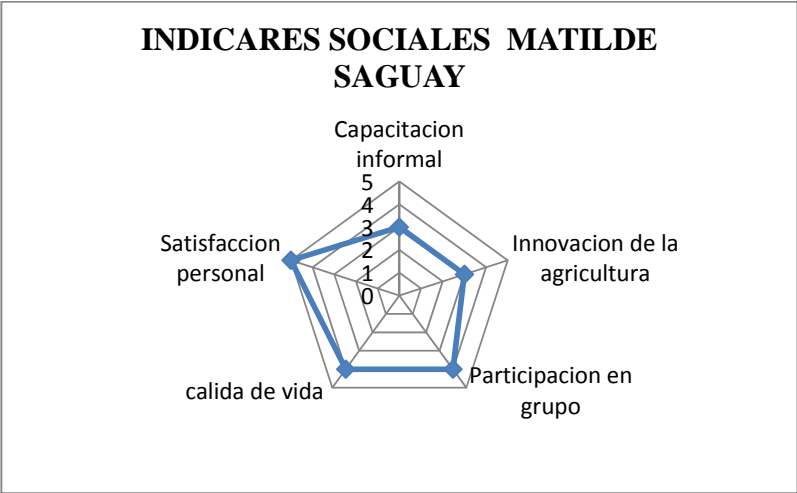 INDICARES SOCIALES  MATILDE
SAGUAY
Capacitacion
informal
5
4
3
2
1
0
Innovacion de la
agricultura
Participacion en
grupo
calida de vida
Satisfaccion
personal